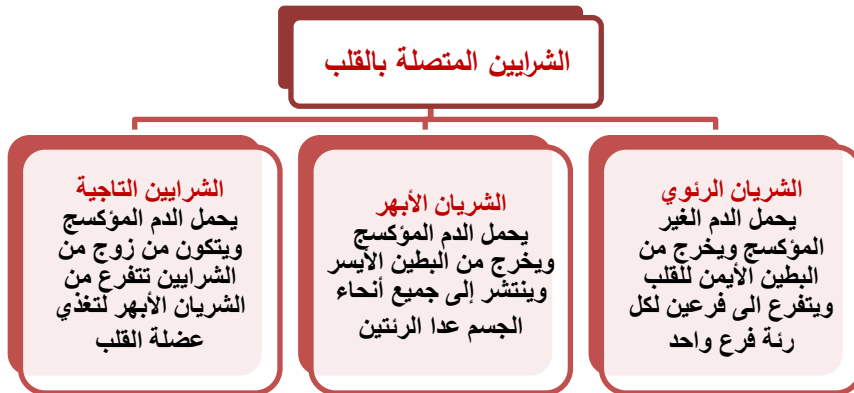 الشرايين المتصلة بالقلب
الشريان الرئوي
يحمل الدم الغير
المؤكسج ويخرج من
البطين الأيمن للقلب
ويتفرع الى فرعين لكل
رئة فرع واحد
الشريان الأبهر
يحمل الدم المؤكسج
ويخرج من البطين الأيسر
وينتشر إلى جميع أنحاء
الجسم عدا الرئتين
الشرايين التاجية
يحمل الدم المؤكسج
ويتكون من زوج من
الشرايين تتفرع من
الشريان الأبهر لتغذي
عضلة القلب